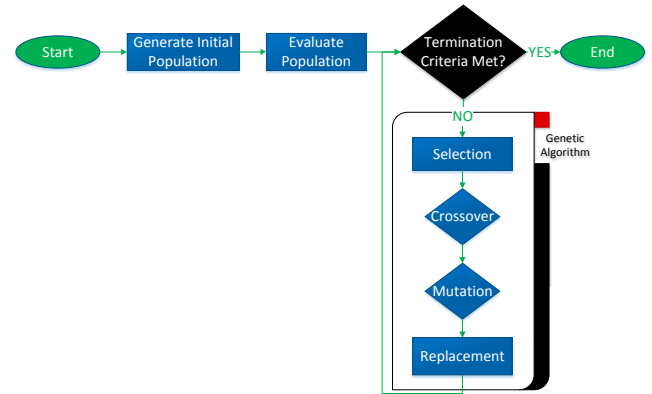 Start
Generate Initial
Population
Evaluate
Population
Termination
Criteria Met?
YES
End
NO
Genetic
Algorithm
Selection
Crossover
Mutation
Replacement